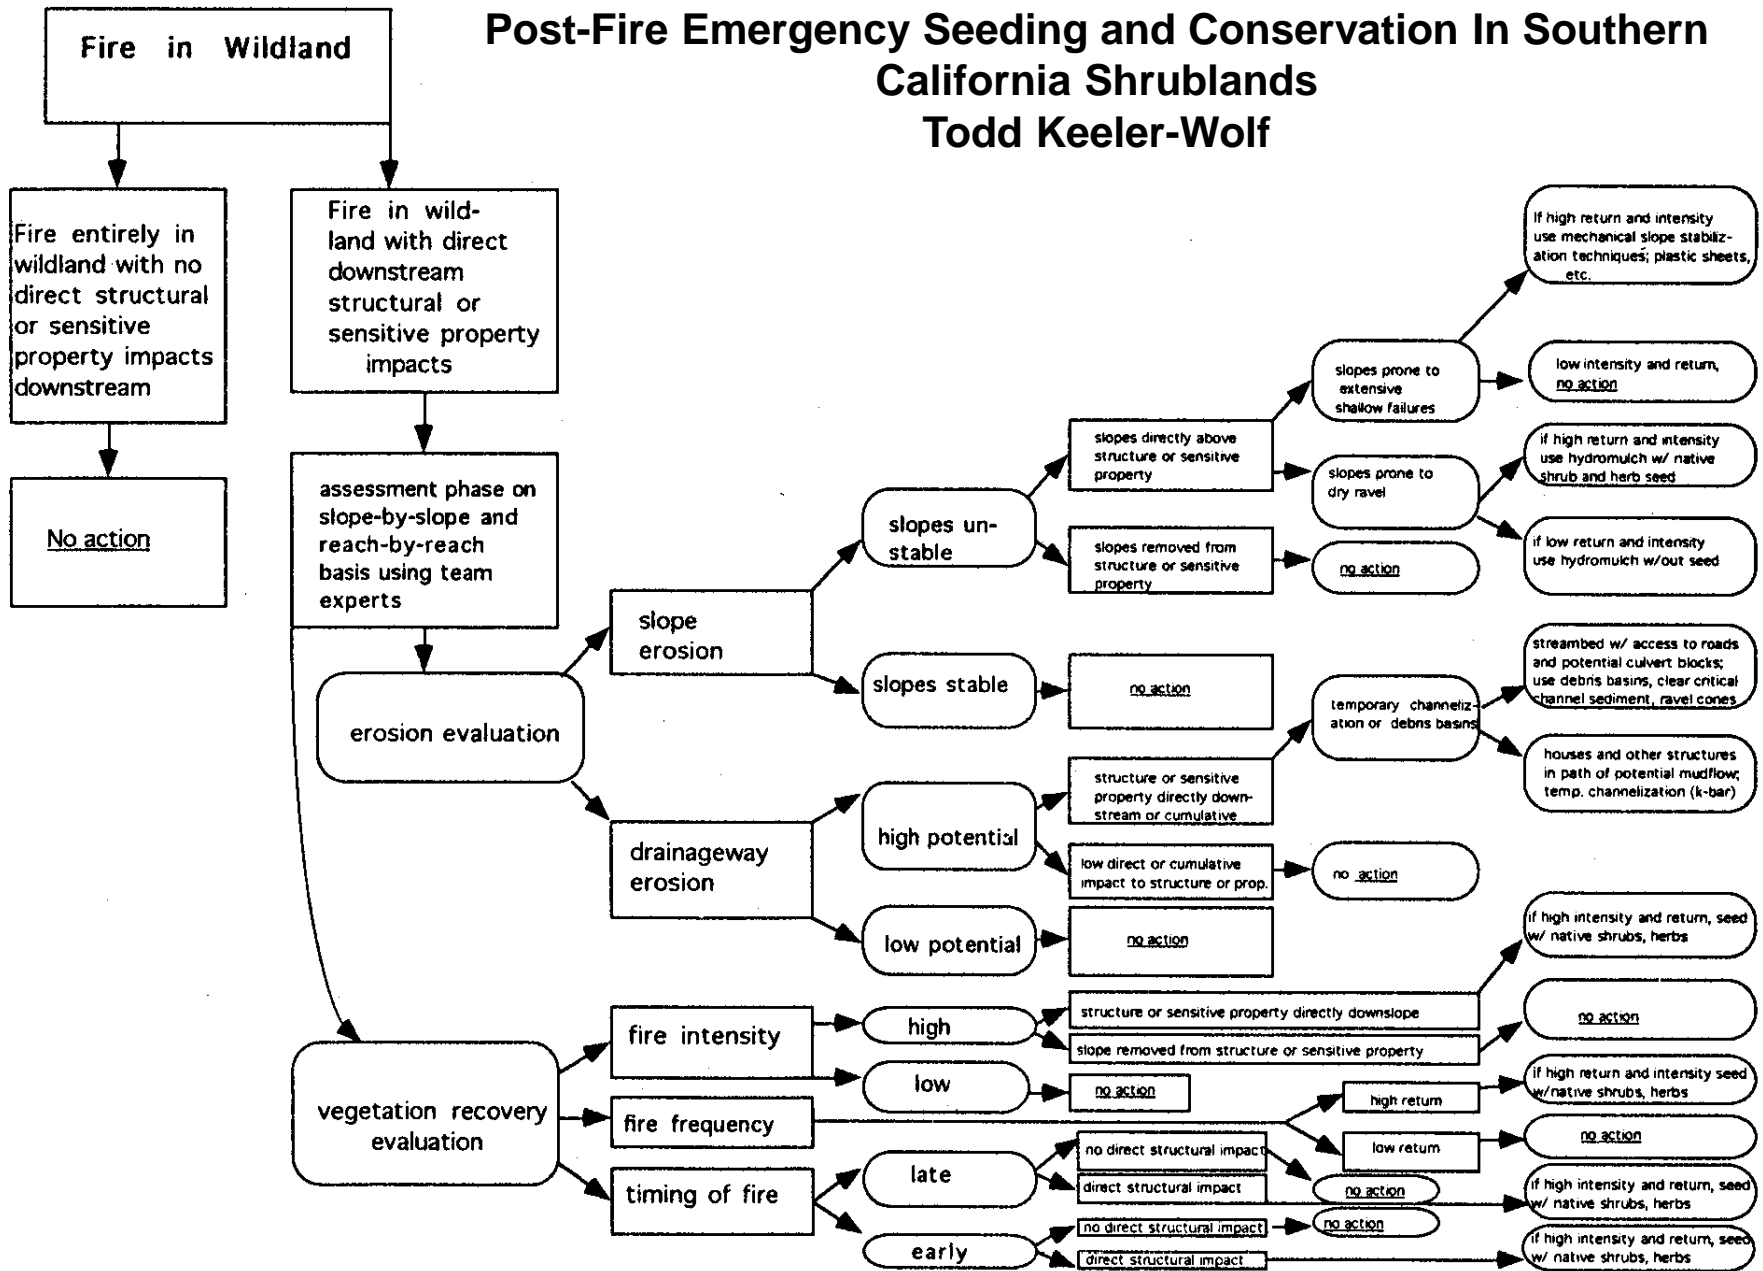 Post-Fire Emergency Seeding and Conservation In Southern
California Shrublands
Todd Keeler-Wolf
Fire in Wildland
Fire entirely in
wildland with no
direct structural
or sensitive
property impacts
downstream
No action
Fire in wild-
land with direct
downstream
structural or
sensitive property
impacts
assessment phase on
slope-by-slope and
reach-by-reach
basis using team
experts
erosion evaluation
slope
erosion
slopes un-
stable
slopes directly above
structure or sensitive
property
slopes prone to
extensive
shallow failures
If high return and intensity
use mechanical slope stabiliz-
ation techniques; plastic sheets,
etc.
low intensity and return,
no action
slopes prone to
dry ravel
if high return and intensity
use hydromulch w/ native
shrub and herb seed
if low return and intensity
use hydromulch w/out seed
slopes removed from
structure or sensitive
property
no action
slopes stable
no action
drainageway
erosion
high potential
structure or sensitive
property directly down-
stream or cumulative
temporary channeliz-
ation or debris basins
streambed w/ access to roads
and potential culvert blocks;
use debris basins, clear critical
channel sediment, ravel cones
houses and other structures
in path of potential mudflow;
temp. channelization (k-bar)
low direct or cumulative
impact to structure or prop.
no action
low potential
no action
vegetation recovery
evaluation
fire intensity
high
structure or sensitive property directly downslope
if high intensity and return, seed
w/ native shrubs, herbs
slope removed from structure or sensitive property
no action
low
no action
fire frequency
high return
if high return and intensity seed
w/native shrubs, herbs
low return
no action
timing of fire
late
no direct structural impact
no action
direct structural impact
if high intensity and return, seed
w/ native shrubs, herbs
early
no direct structural impact
no action
direct structural impact
if high intensity and return, seed
w/ native shrubs, herbs